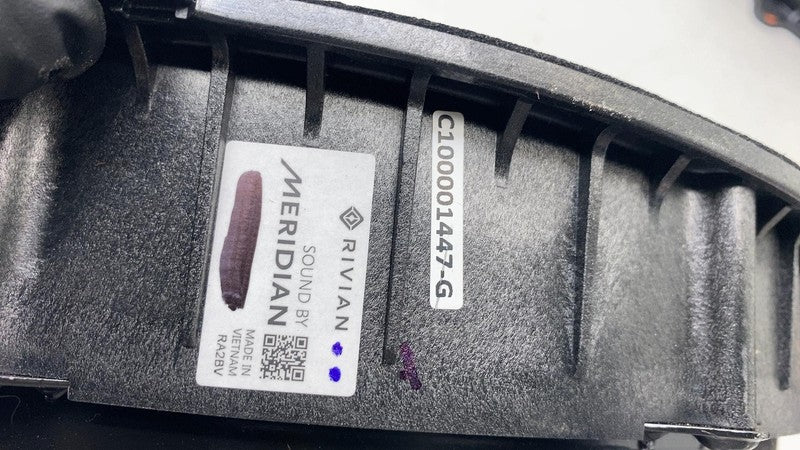 RIVIAN
SOUND BY
MERIDIAN
MADE IN
VIETNAM
RA2BV
C100001447-G